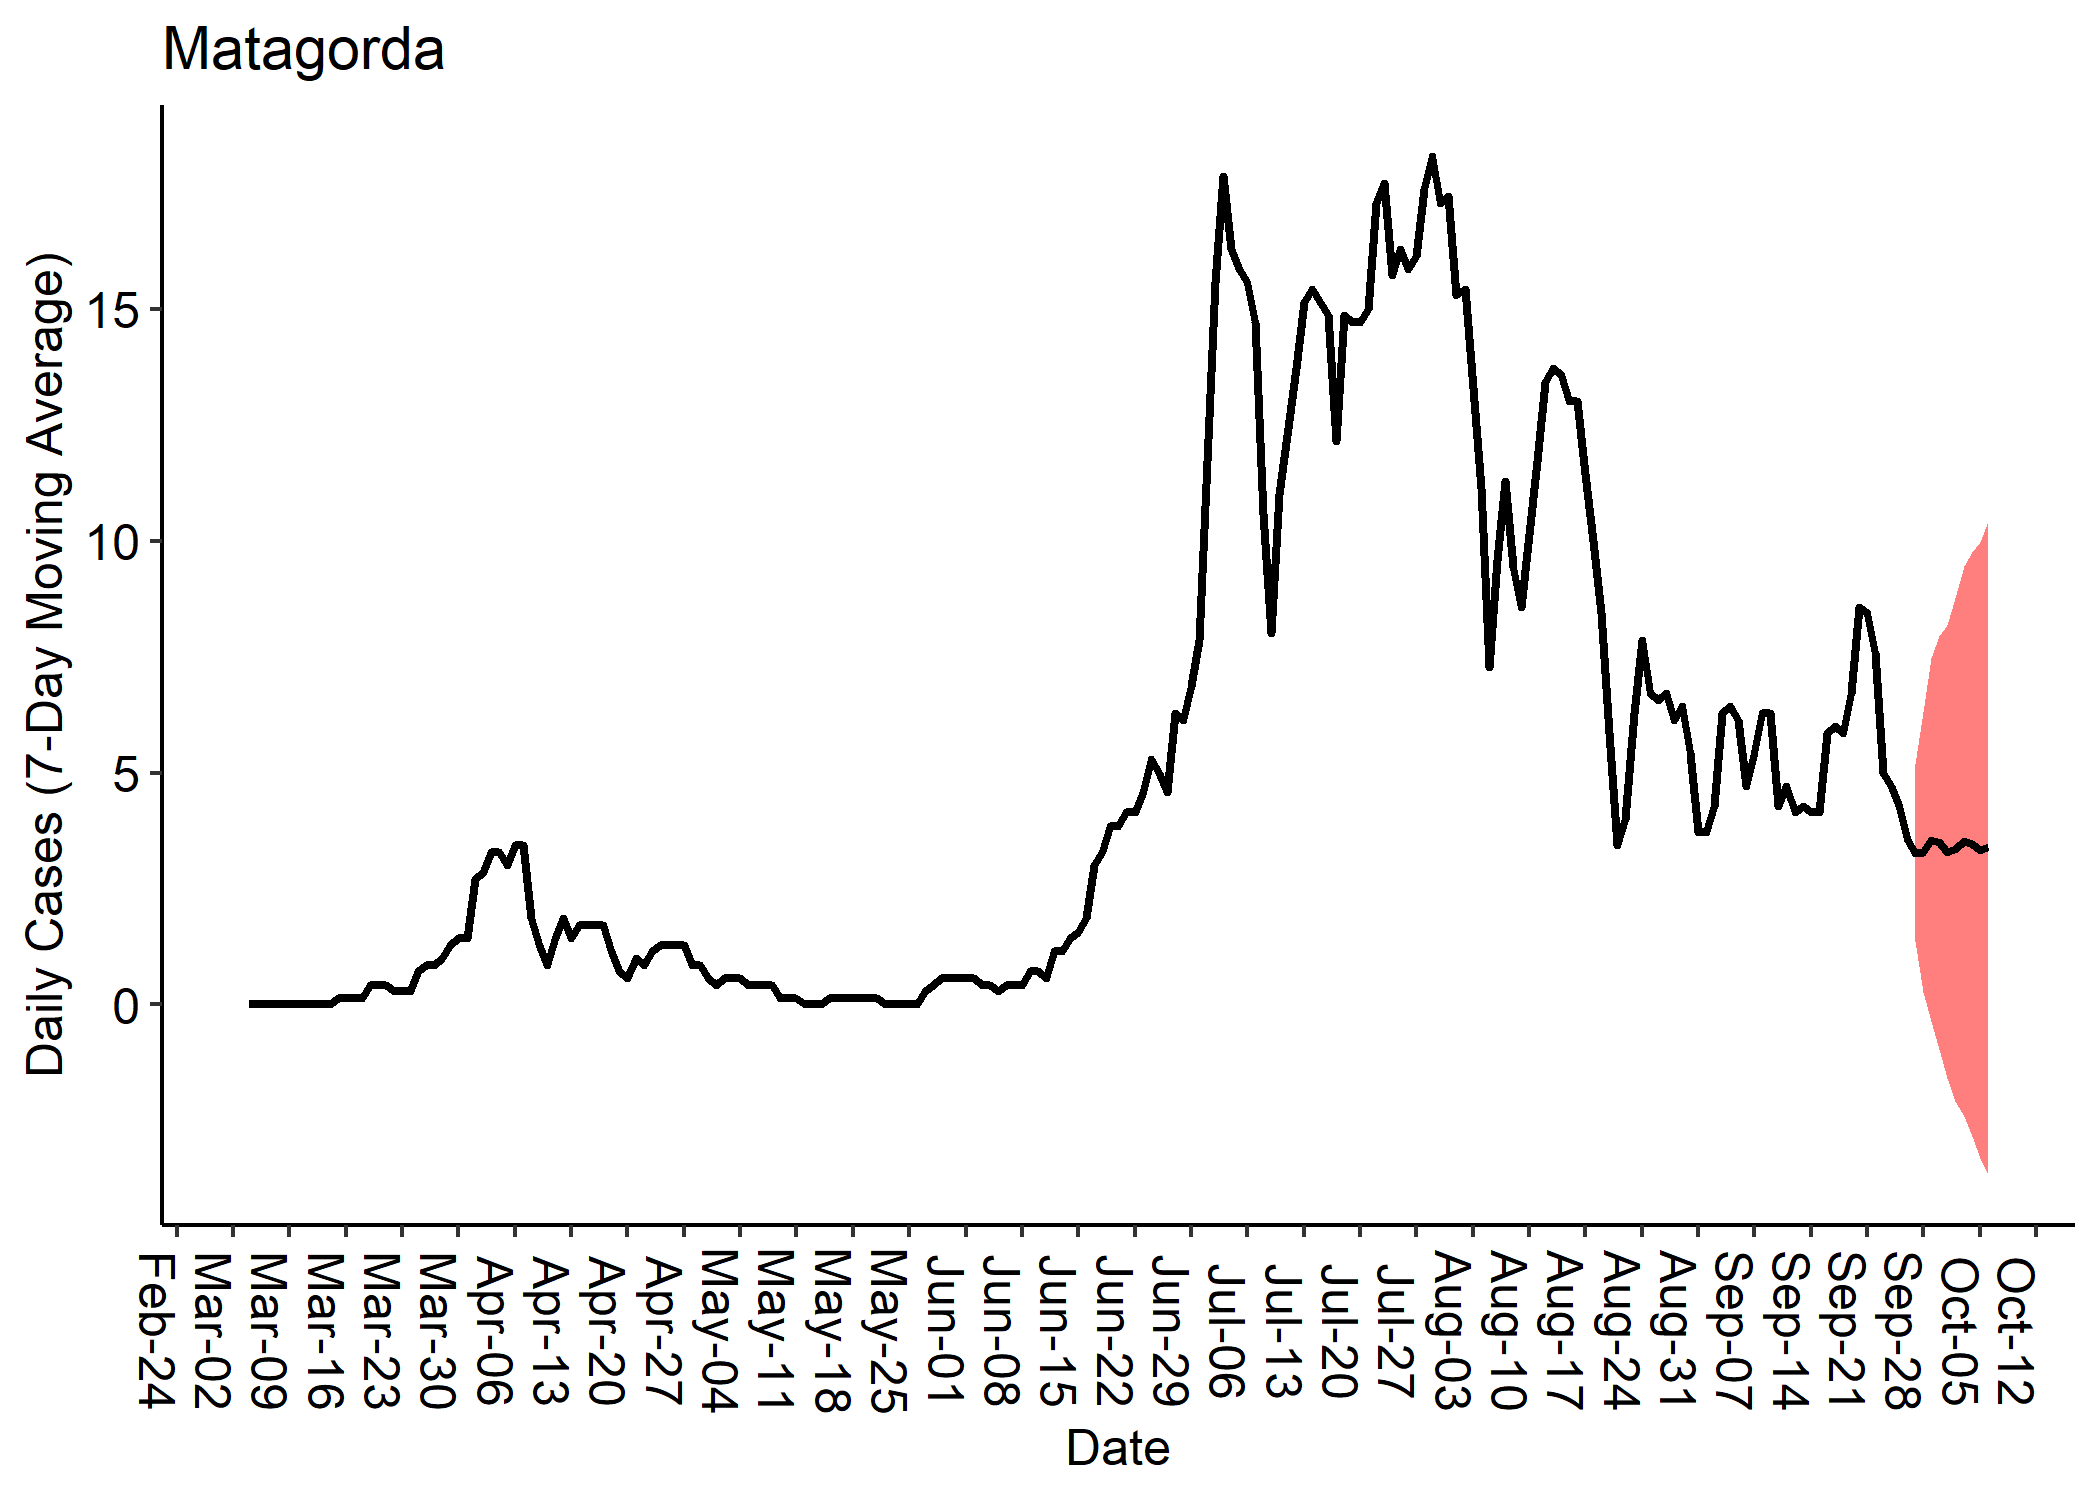 Matagorda
Daily Cases (7-Day Moving Average)
15
10
5
0
Feb-24
Mar-02
Mar-09
Mar-16
Mar-23
Mar-30
Apr-06
Apr-13
Apr-20
Apr-27
May-04
May-11
May-18
May-25
Jun-01
Jun-08
Jun-15
Jun-22
Jun-29
Jul-06
Jul-13
Jul-20
Jul-27
Aug-03
Aug-10
Aug-17
Aug-24
Aug-31
Sep-07
Sep-14
Sep-21
Sep-28
Oct-05
Oct-12
Date